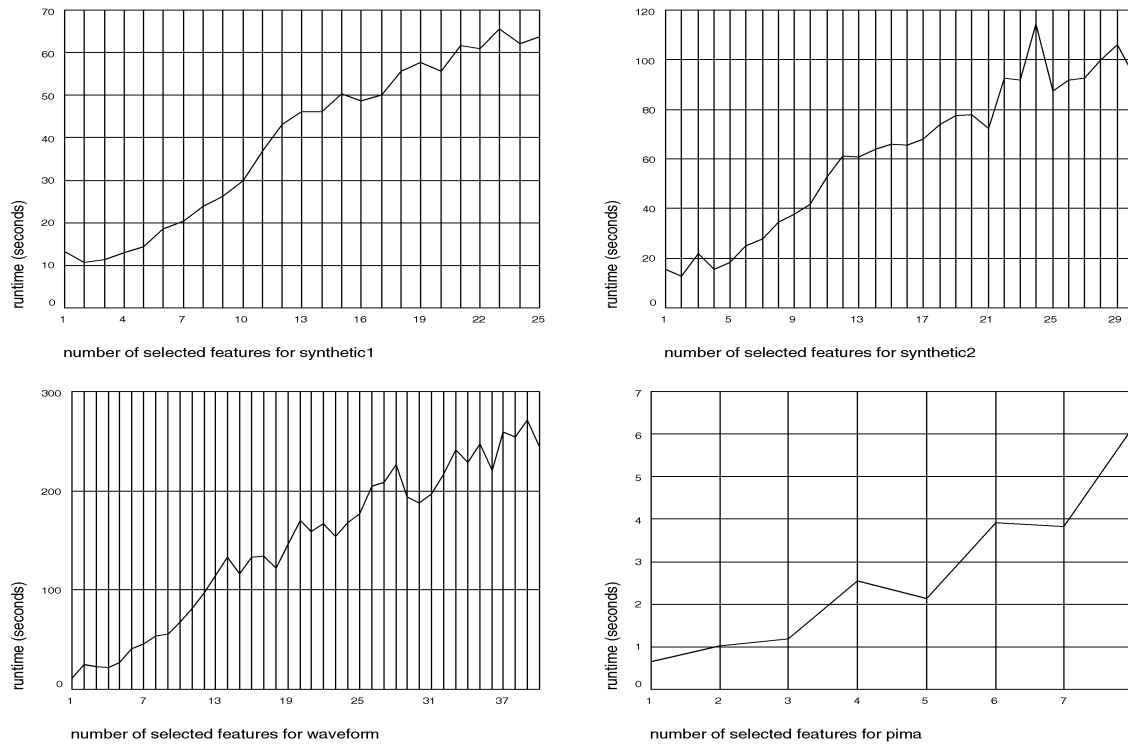 70
60
50
40
30
20
10
0
runtime (seconds)
1 4 7 10 13 16 19 22 25
number of selected features for synthetic1
120
100
80
60
40
20
0
runtime (seconds)
1 5 9 13 17 21 25 29
number of selected features for synthetic2
300
200
100
0
runtime (seconds)
1 7 13 19 25 31 37
number of selected features for waveform
7
6
5
4
3
2
1
0
runtime (seconds)
1 2 3 4 5 6 7
number of selected features for pima